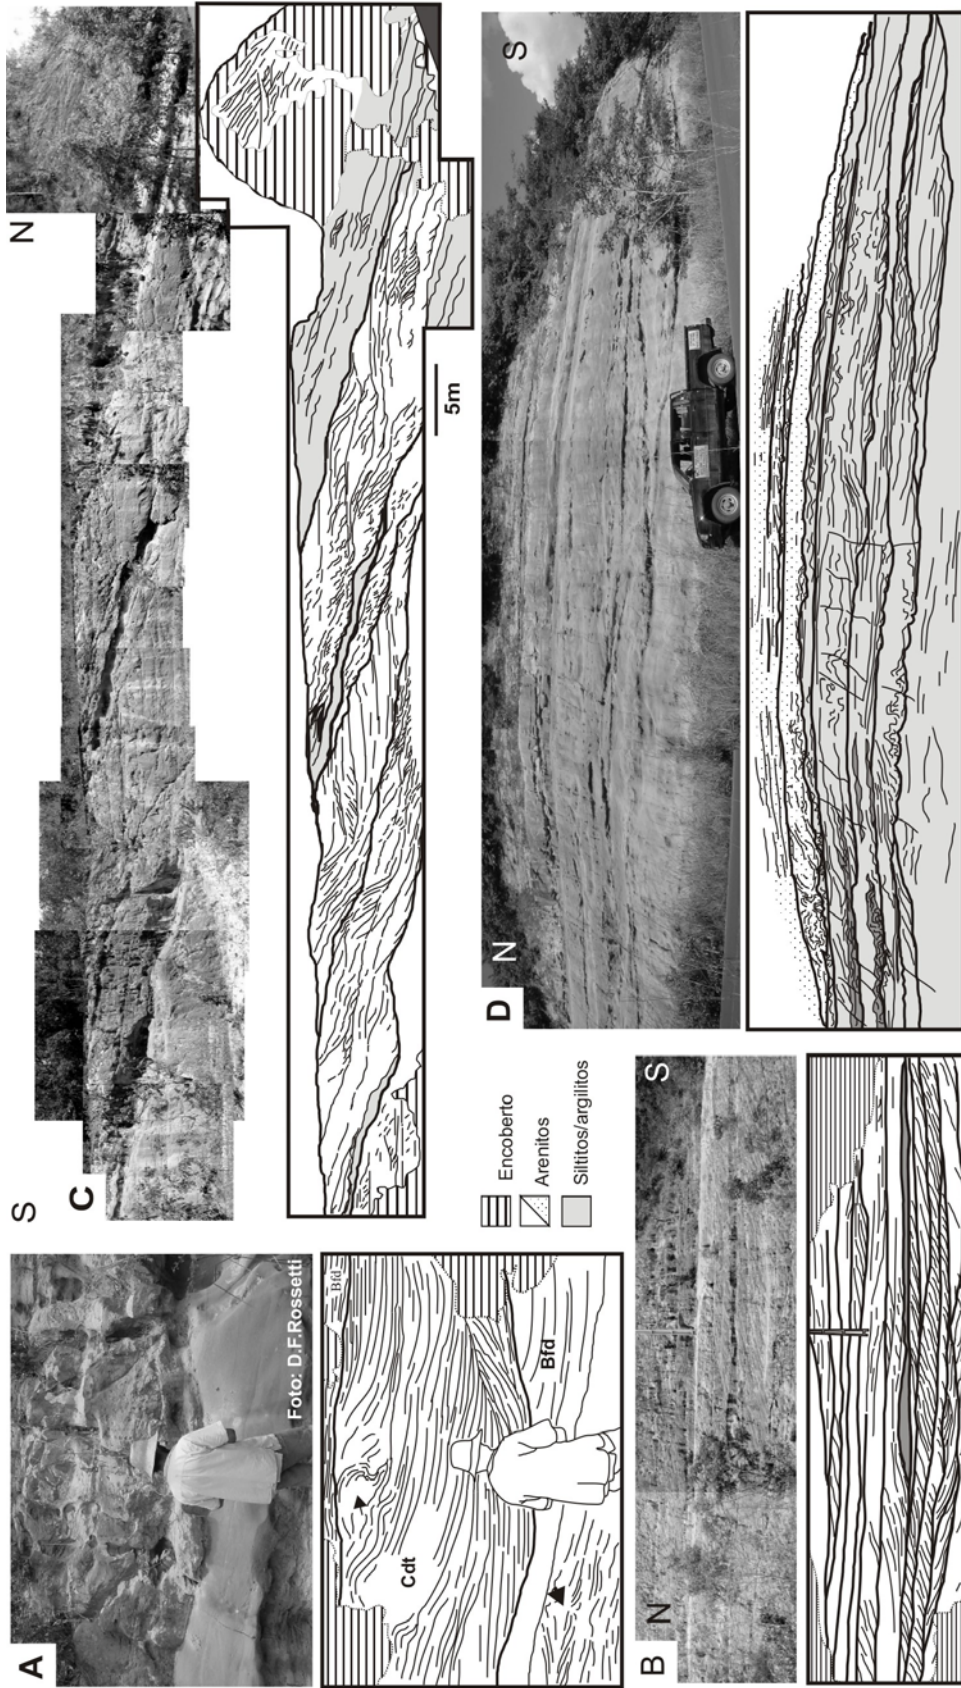 A
Foto: D.F.Rossetti
Bfd
Cdt
Bfd
S
N
C
5m
Encoberto
Arenitos
Siltitos/argilitos
B
N
S
D
N
S